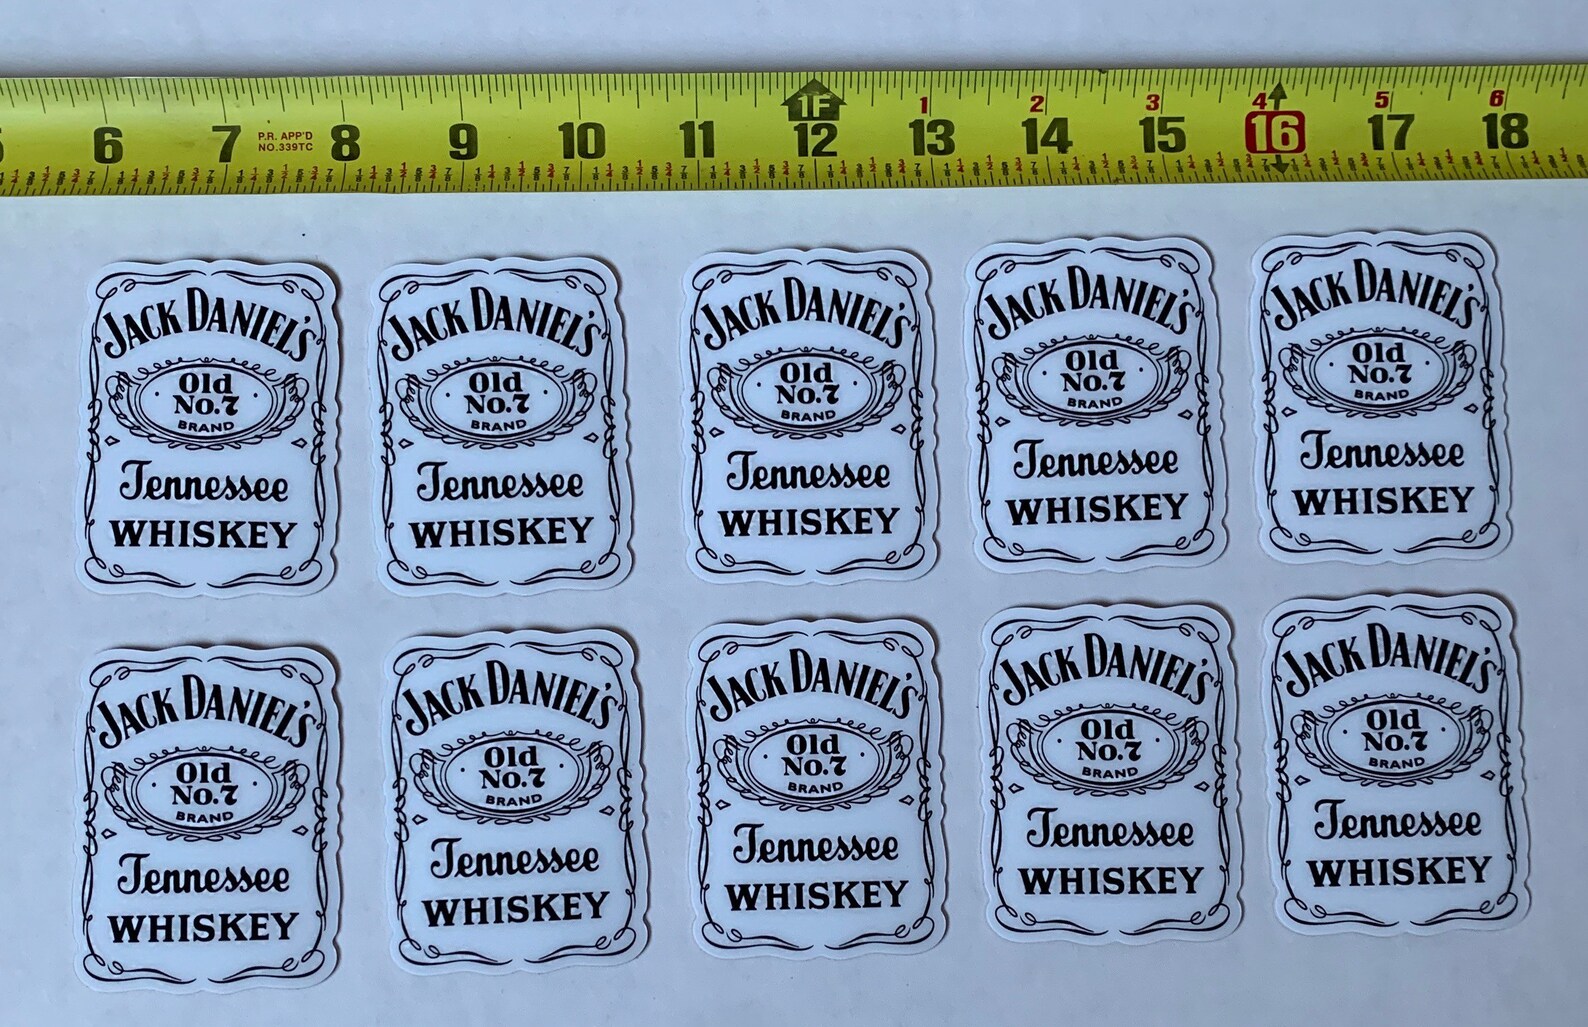 1F 1 2 3 4 5 6
6 7 P.R. APP'D 8 9 10 11 12 13 14 15 16 17 18
NO.339TC
JACK DANIEL'S JACK DANIEL'S JACK DANIEL'S JACK DANIEL'S JACK DANIEL'S
Old Old Old Old Old
No.7 No.7 No.7 No.7 No.7
BRAND BRAND BRAND BRAND BRAND
Tennessee Tennessee Tennessee Tennessee Tennessee
WHISKEY WHISKEY WHISKEY WHISKEY WHISKEY
JACK DANIEL'S JACK DANIEL'S JACK DANIEL'S JACK DANIEL'S JACK DANIEL'S
Old Old Old Old Old
No.7 No.7 No.7 No.7 No.7
BRAND BRAND BRAND BRAND BRAND
Tennessee Tennessee Tennessee Tennessee Tennessee
WHISKEY WHISKEY WHISKEY WHISKEY WHISKEY